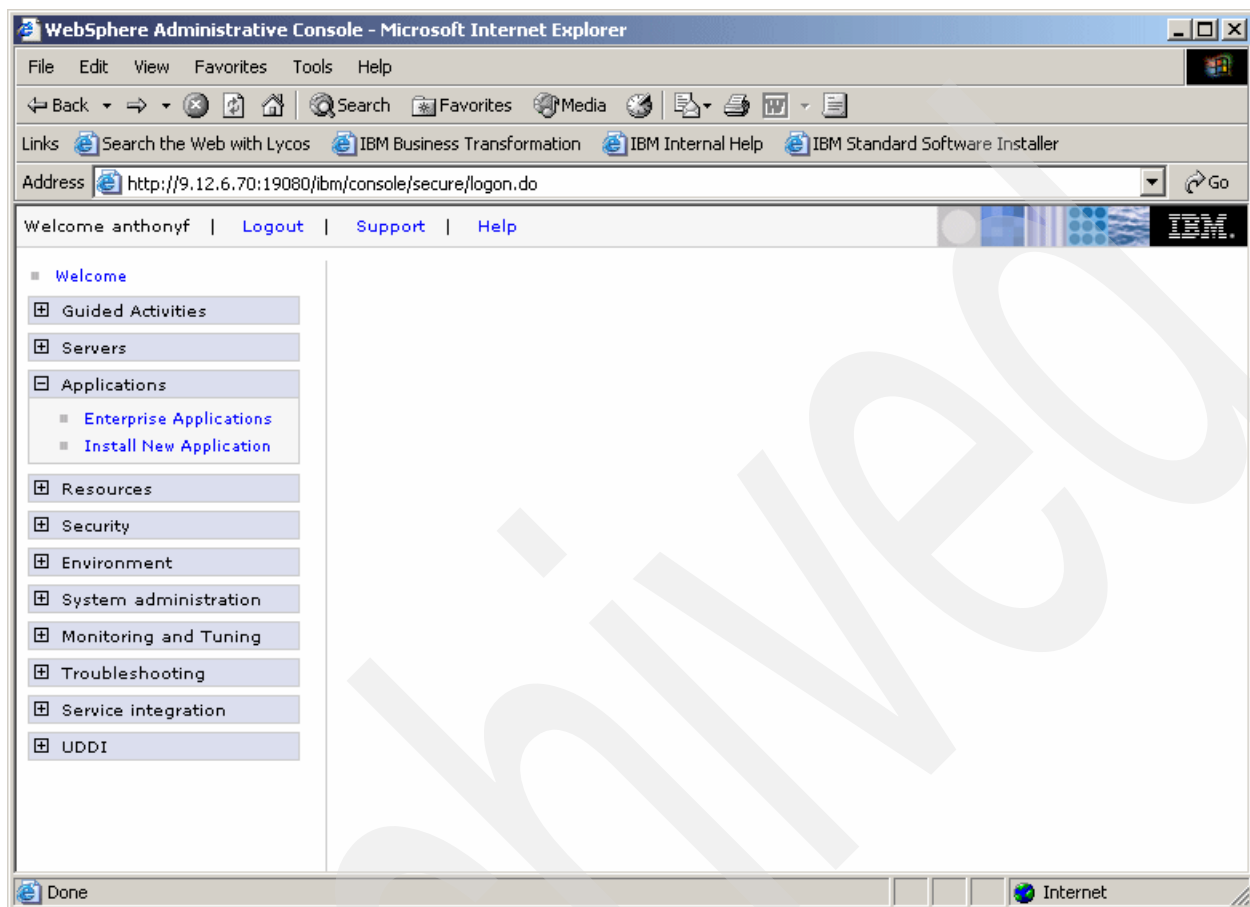 WebSphere Administrative Console - Microsoft Internet Explorer
File Edit View Favorites Tools Help
Back Search Favorites Media
Links Search the Web with Lycos IBM Business Transformation IBM Internal Help IBM Standard Software Installer
Address http://9.12.6.70:19080/ibm/console/secure/logon.do Go
Welcome anthonyf | Logout | Support | Help IBM.
Welcome
Guided Activities
Servers
Applications
Enterprise Applications
Install New Application
Resources
Security
Environment
System administration
Monitoring and Tuning
Troubleshooting
Service integration
UDDI
Done Internet